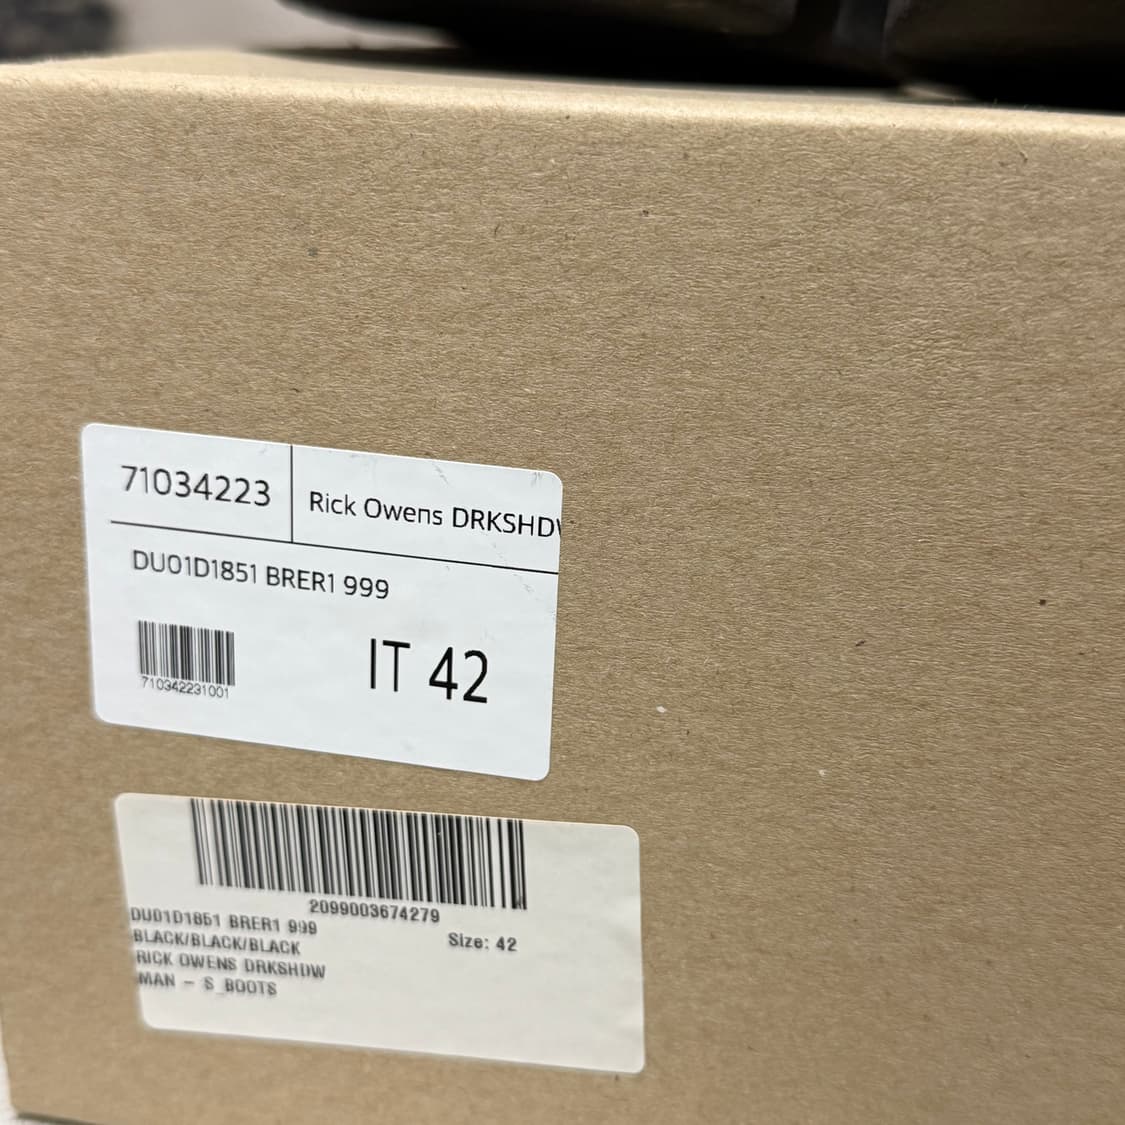 71034223
Rick Owens DRKSHDW
DU01D1851 BRER1 999
710342231001
IT 42
2099003674279
DU01D1851 BRER1 999
Size: 42
BLACK/BLACK/BLACK
RICK OWENS DRKSHDW
MAN - S_BOOTS